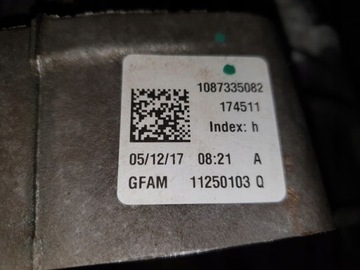 1087335082
174511
Index: h
05/12/17 08:21 A
GFAM 11250103 Q